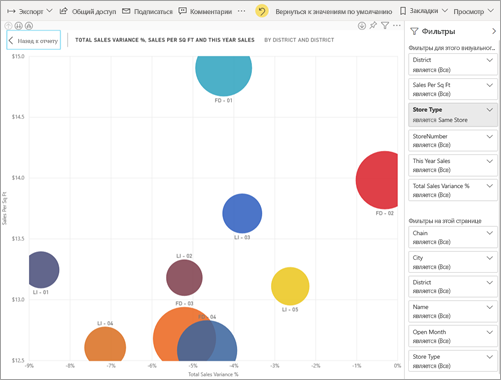 Экспорт
Общий доступ
Подписаться
Комментарии
Вернуться к значениям по умолчанию
Закладки
Просмотр
Назад к отчету
TOTAL SALES VARIANCE %, SALES PER SQ FT AND THIS YEAR SALES
BY DISTRICT AND DISTRICT
Sales Per Sq Ft
$15.0
$14.5
$14.0
$13.5
$13.0
$12.5
FD - 01
FD - 02
LI - 03
LI - 01
LI - 02
LI - 05
FD - 03
FD - 04
LI - 04
-9%
-8%
-7%
-6%
-5%
-4%
-3%
-2%
-1%
0%
Total Sales Variance %
Фильтры
Фильтры для этого визуальног...
District
является (Все)
Sales Per Sq Ft
является (Все)
Store Type
является Same Store
StoreNumber
является (Все)
This Year Sales
является (Все)
Total Sales Variance %
является (Все)
Фильтры на этой странице
Chain
является (Все)
City
является (Все)
District
является (Все)
Name
является (Все)
Open Month
является (Все)
Store Type
является (Все)